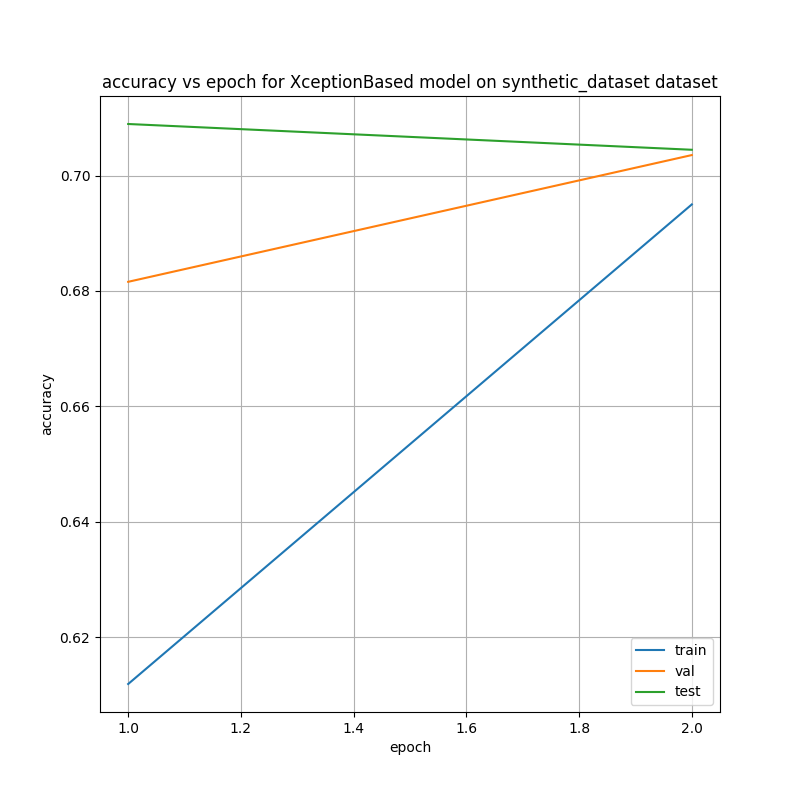 accuracy vs epoch for XceptionBased model on synthetic_dataset dataset
accuracy
0.70
0.68
0.66
0.64
0.62
1.0 1.2 1.4 1.6 1.8 2.0
epoch
train
val
test